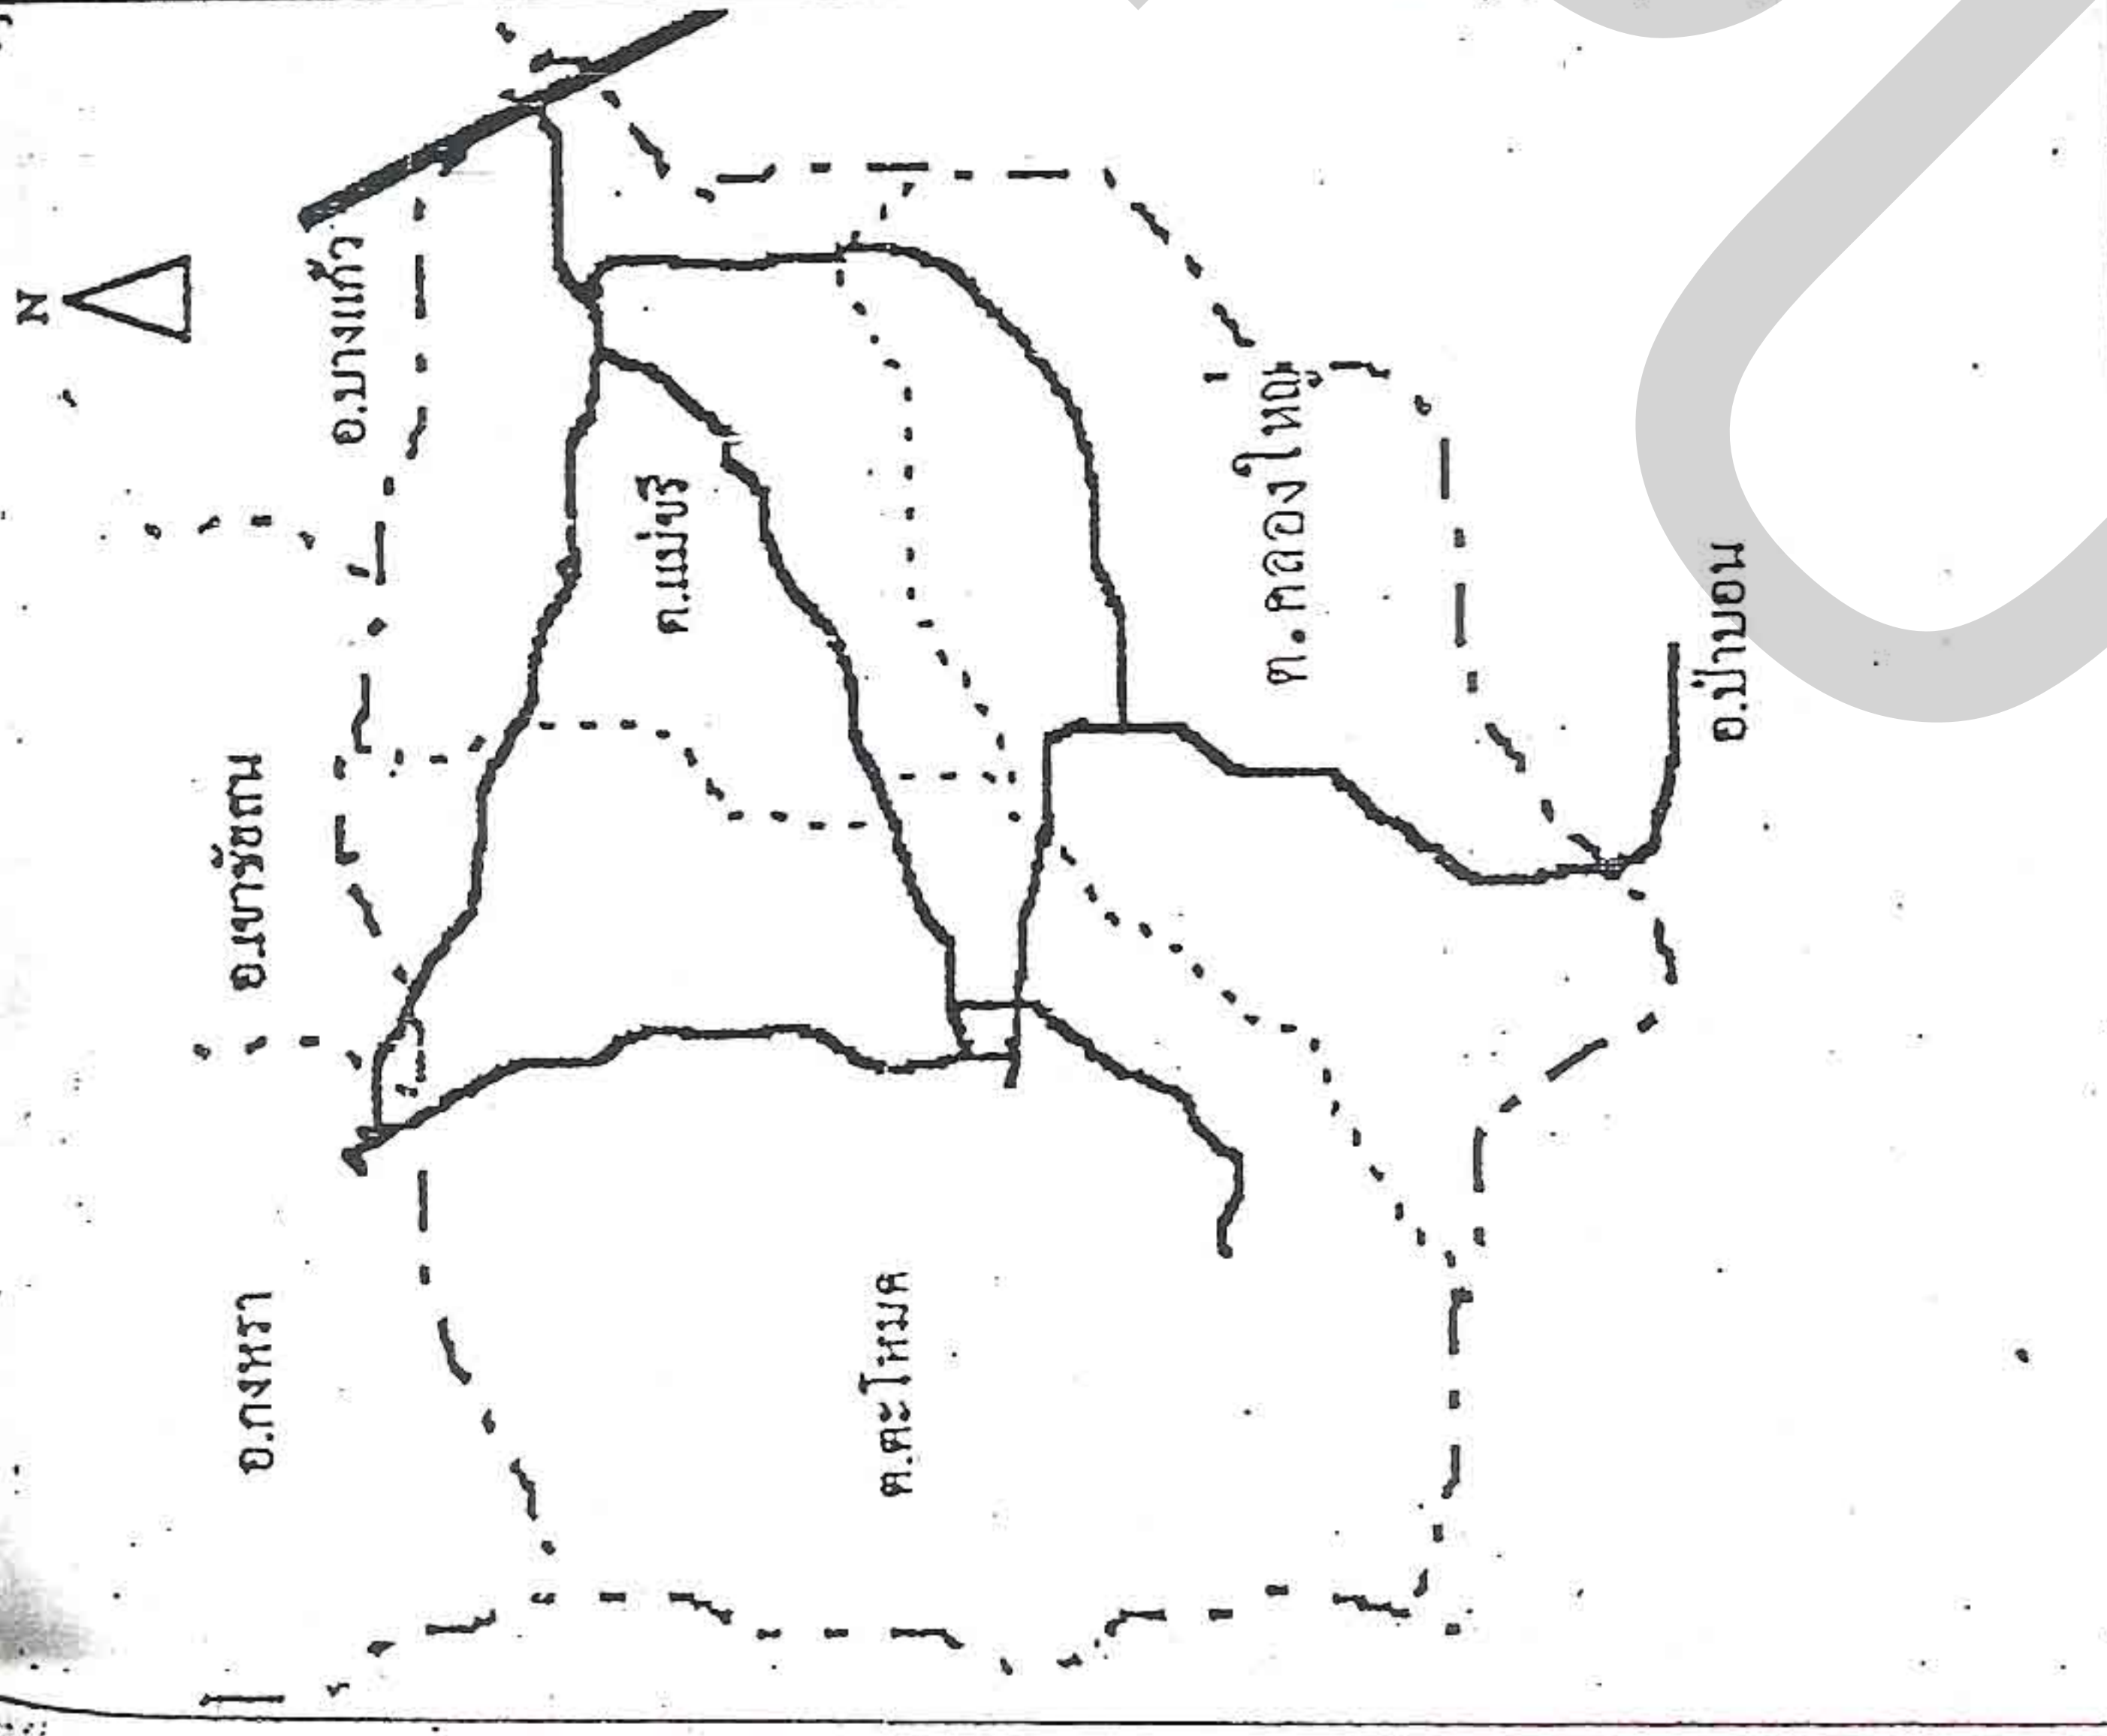 N
อ.กงหรา
อ.เขาชัยสน
อ.บางแก้ว
ต.แม่ขรี
ต.ตะโหมด
ต.คลองใหญ่
อ.ป่าบอน